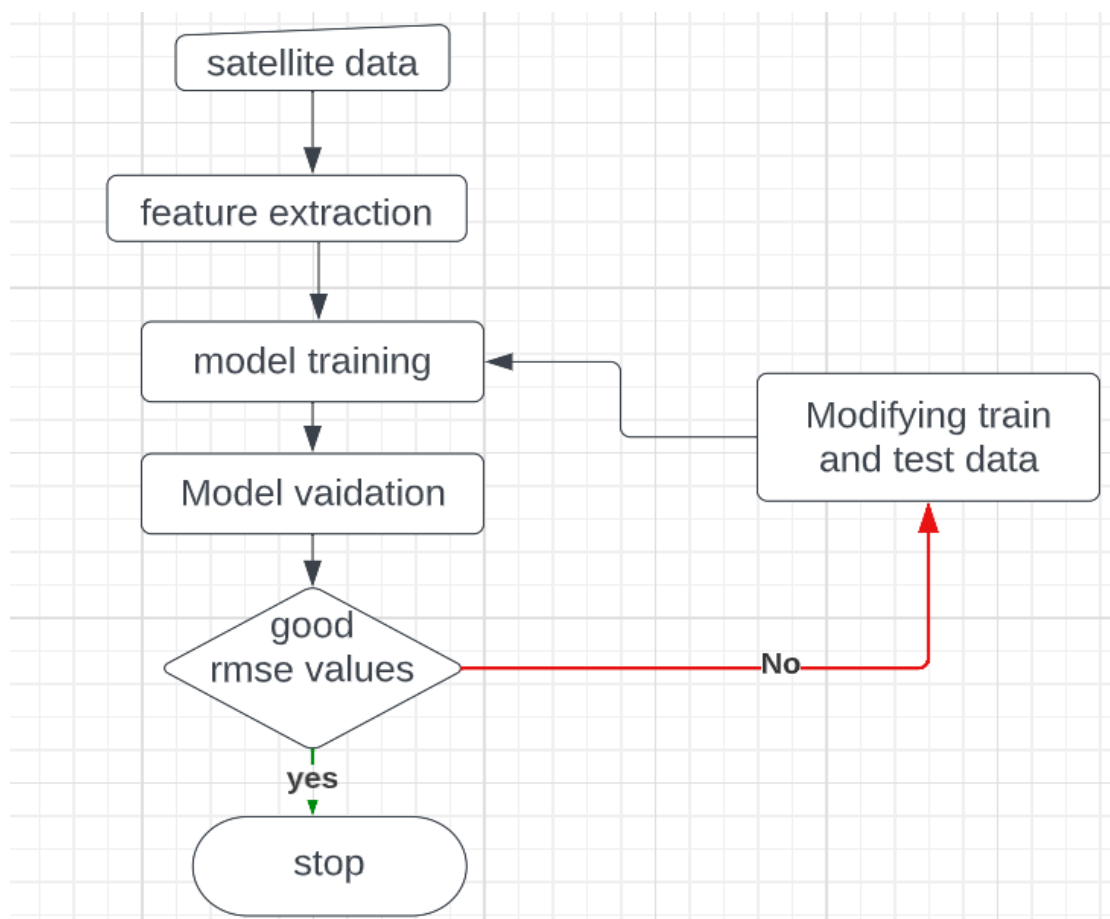 satellite data
feature extraction
model training
Modifying train
and test data
Model vaidation
good
rmse values
No
yes
stop